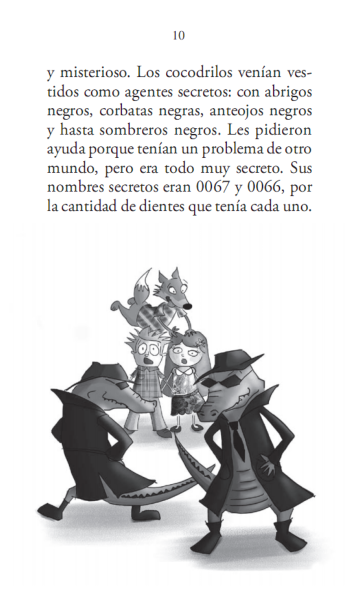 10
y misterioso. Los cocodrilos venían ves-
tidos como agentes secretos: con abrigos
negros, corbatas negras, anteojos negros
y hasta sombreros negros. Les pidieron
ayuda porque tenían un problema de otro
mundo, pero era todo muy secreto. Sus
nombres secretos eran 0067 y 0066, por
la cantidad de dientes que tenía cada uno.